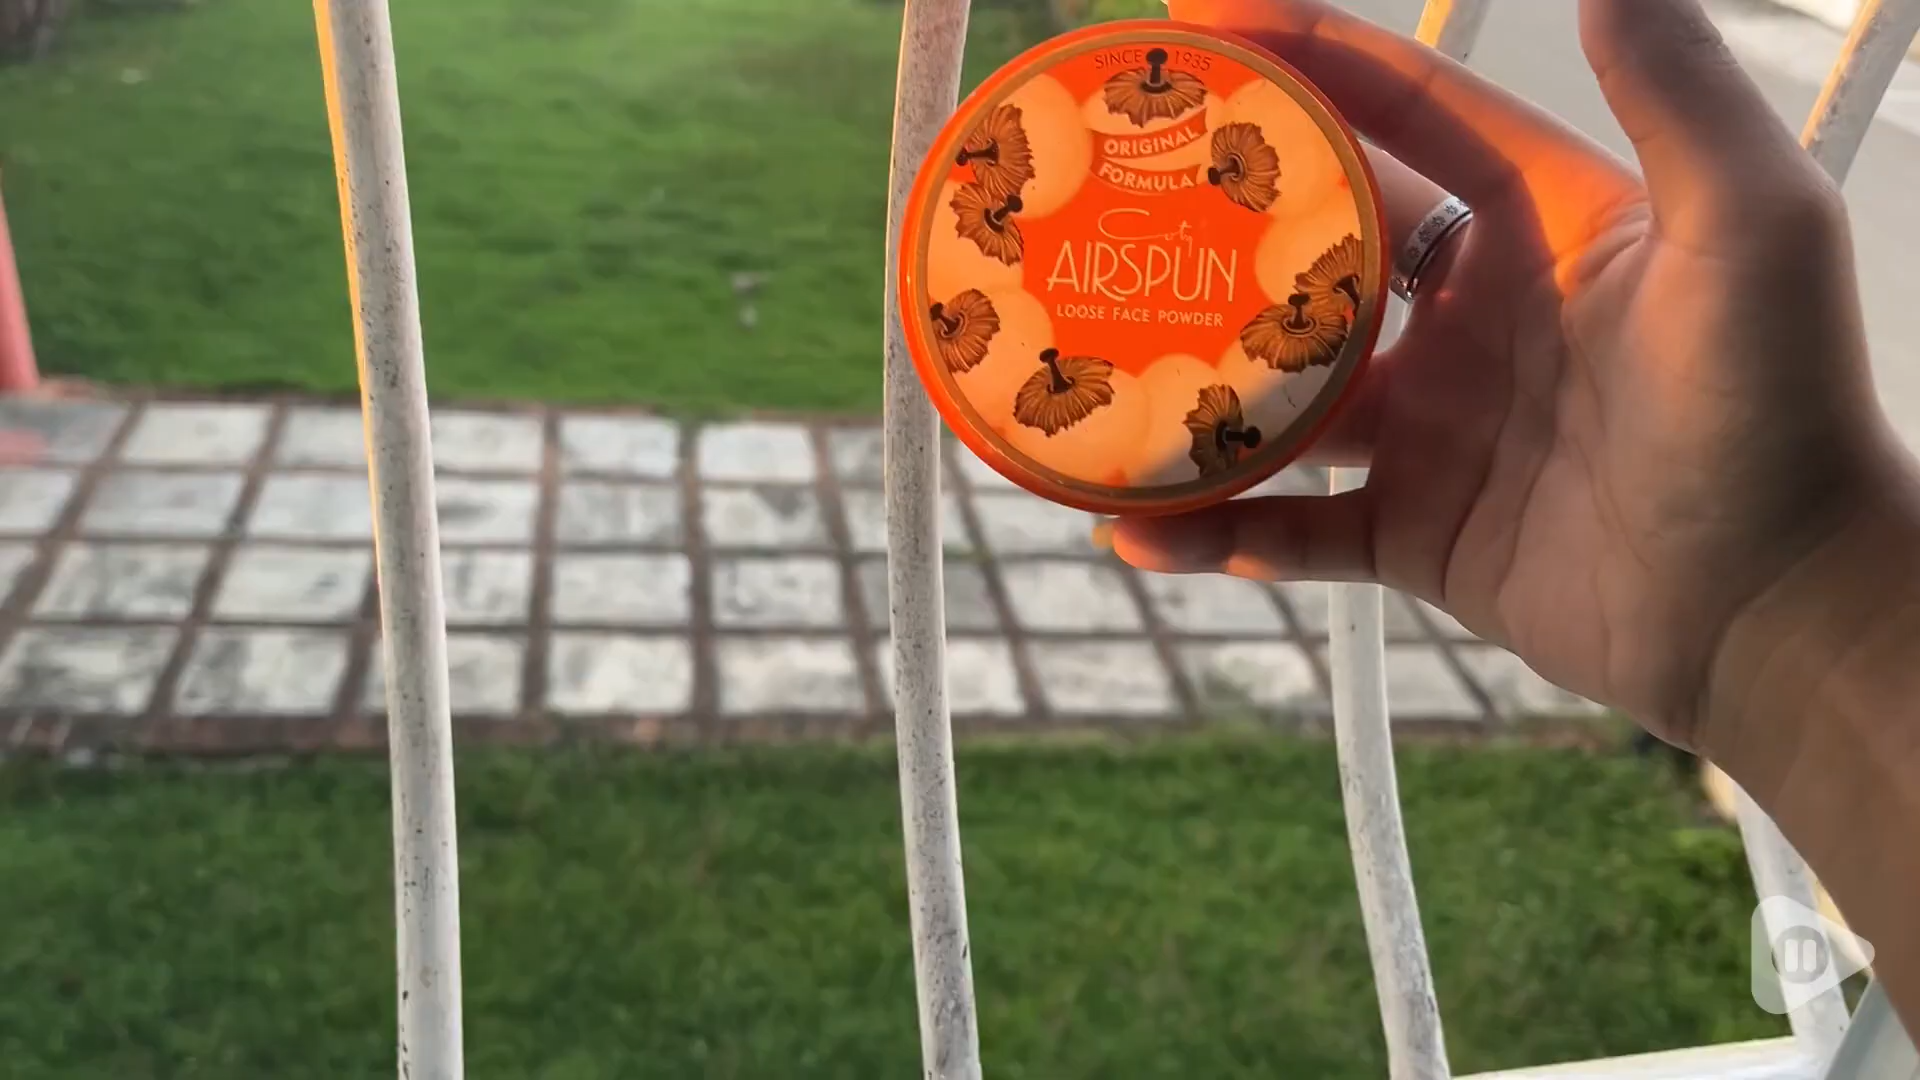 SINCE 1935
ORIGINAL
FORMULA
Coty
AIRSPUN
LOOSE FACE POWDER